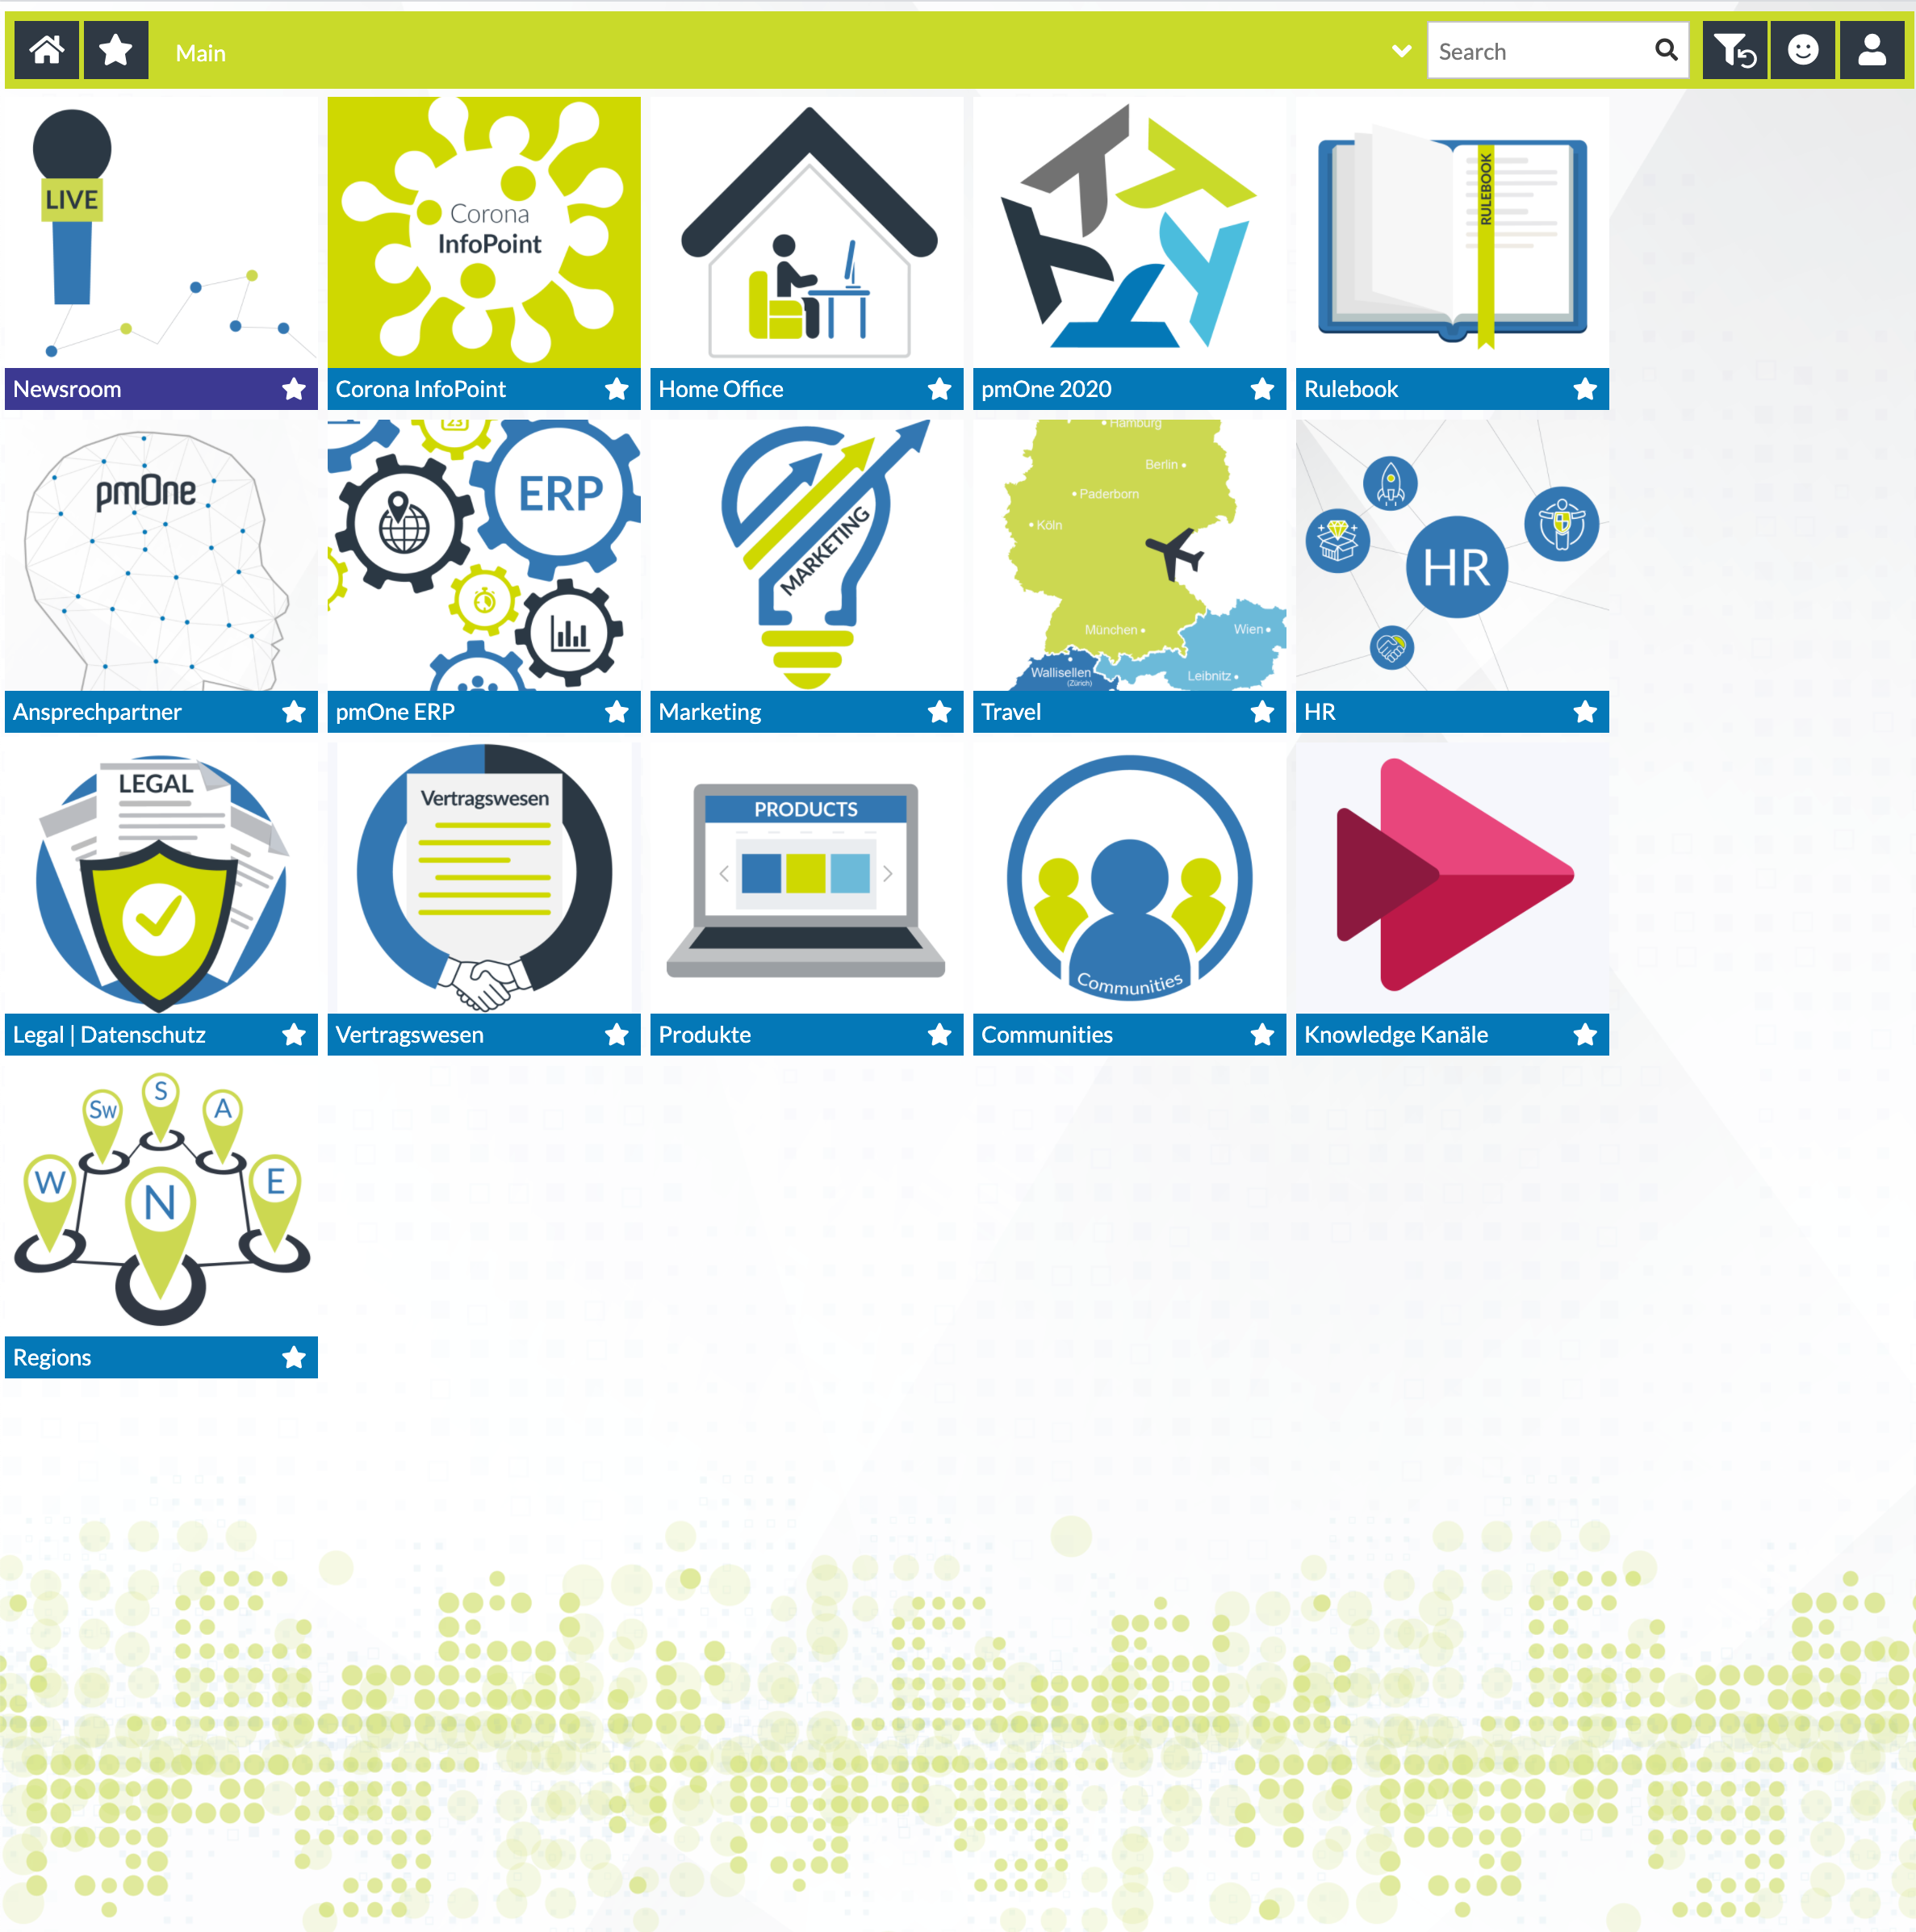 Main
Search
LIVE
Corona
InfoPoint
RULEBOOK
Newsroom
Corona InfoPoint
Home Office
pmOne 2020
Rulebook
pmOne
23
ERP
MARKETING
Hamburg
Berlin
Paderborn
Köln
München
Wien
Wallisellen
(Zürich)
Leibnitz
HR
Ansprechpartner
pmOne ERP
Marketing
Travel
HR
LEGAL
Vertragswesen
PRODUCTS
Communities
Legal | Datenschutz
Vertragswesen
Produkte
Communities
Knowledge Kanäle
S
Sw
A
W
N
E
Regions